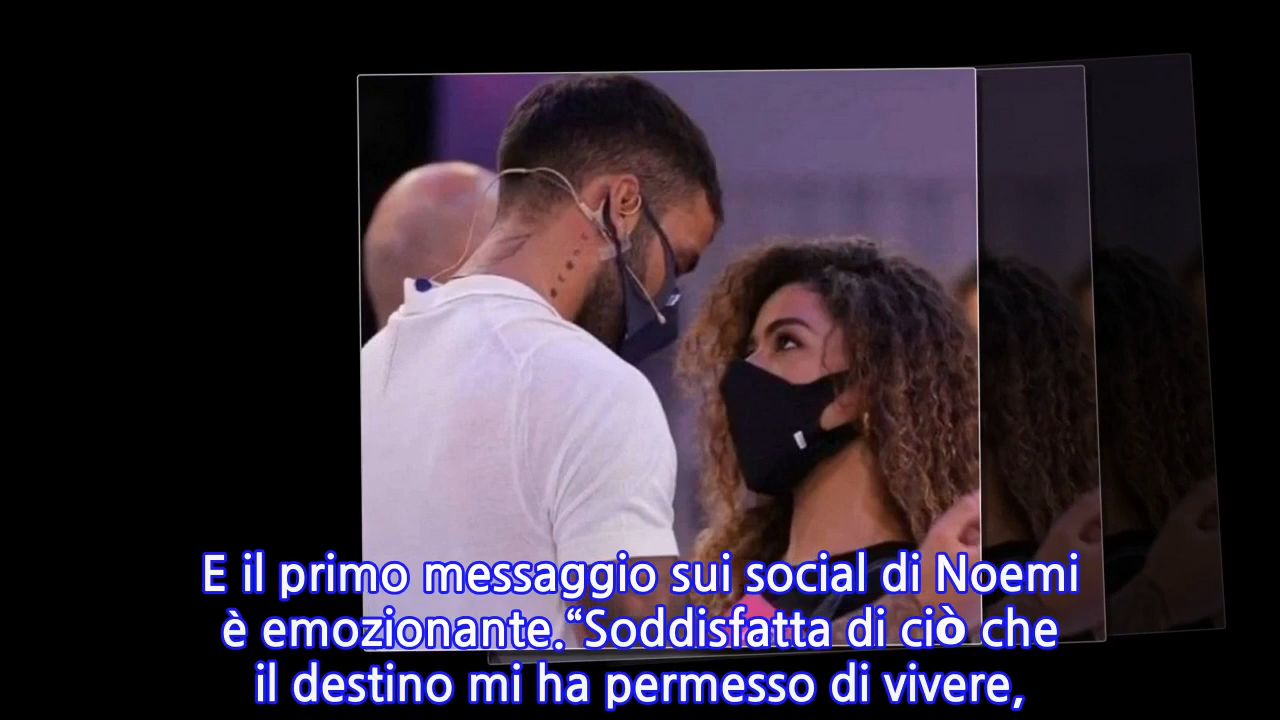 E il primo messaggio sui social di Noemi
è emozionante.“Soddisfatta di ciò che
il destino mi ha permesso di vivere,